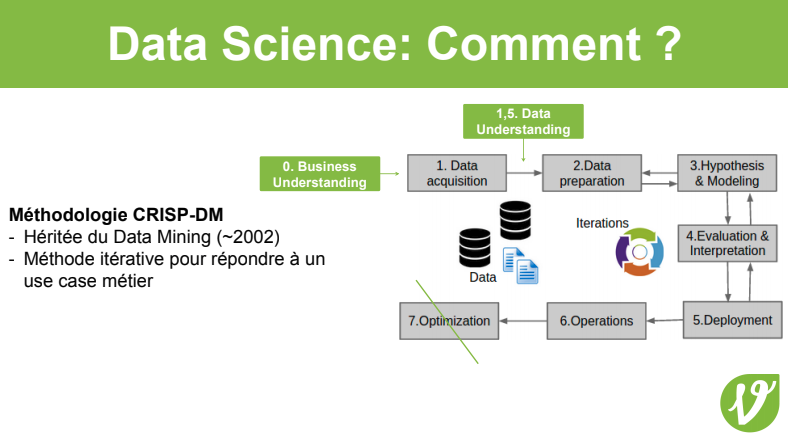 Data Science: Comment ?
1,5. Data
Understanding
0. Business
Understanding
1. Data
acquisition
2.Data
preparation
3.Hypothesis
& Modeling
Méthodologie CRISP-DM
- Héritée du Data Mining (~2002)
- Méthode itérative pour répondre à un
use case métier
Data
Iterations
4.Evaluation &
Interpretation
7.Optimization
6.Operations
5.Deployment